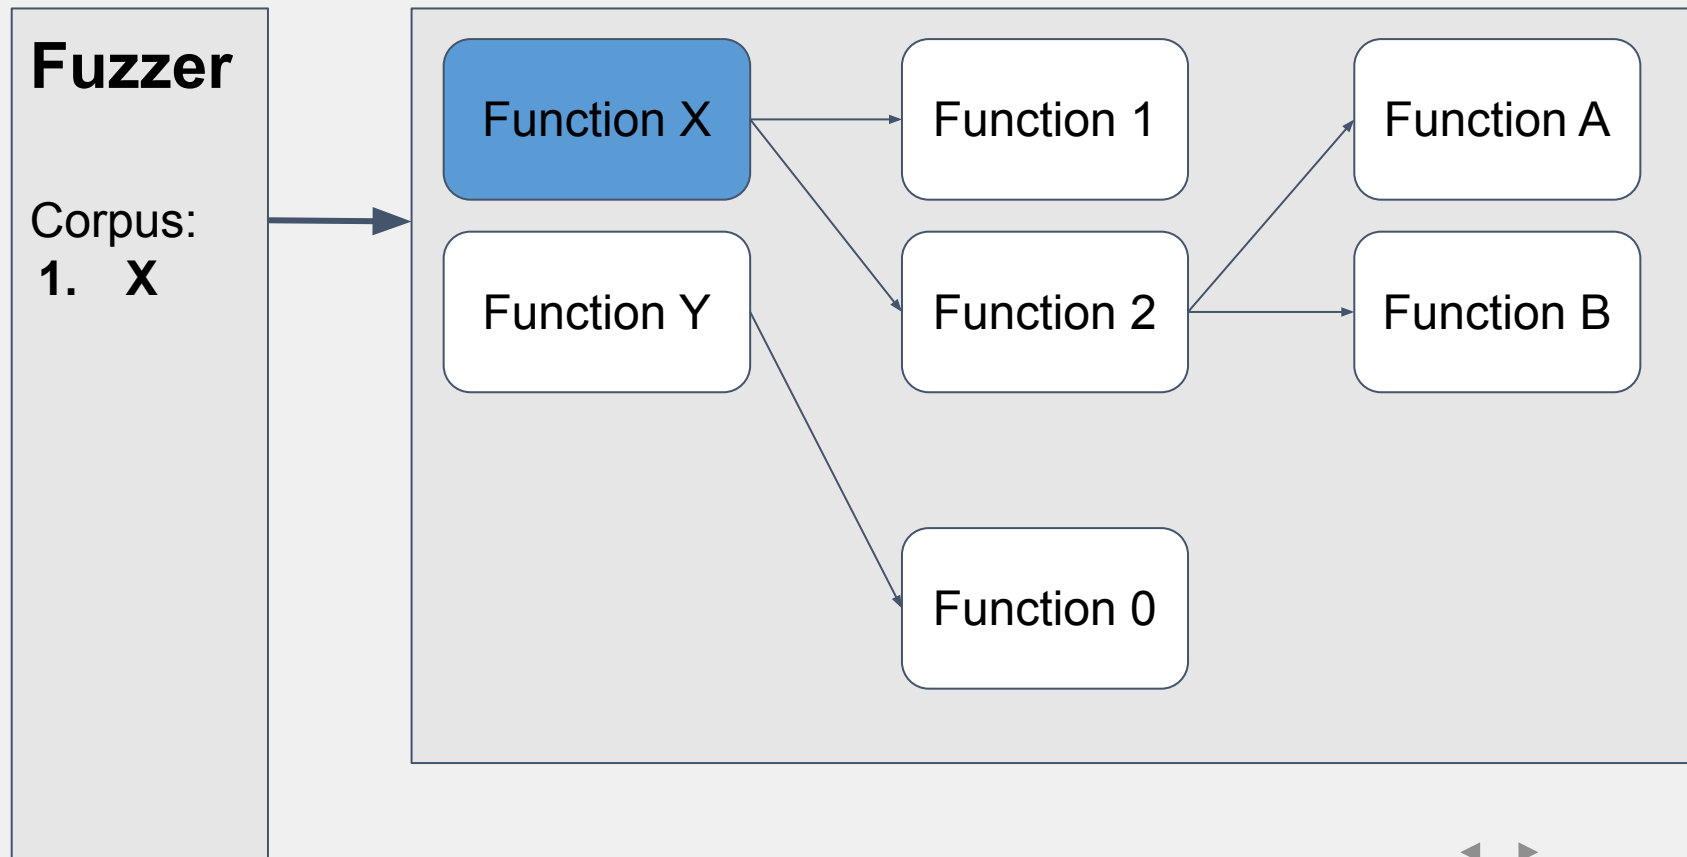 Fuzzer
Corpus:
1. X
Function X
Function 1
Function A
Function Y
Function 2
Function B
Function 0